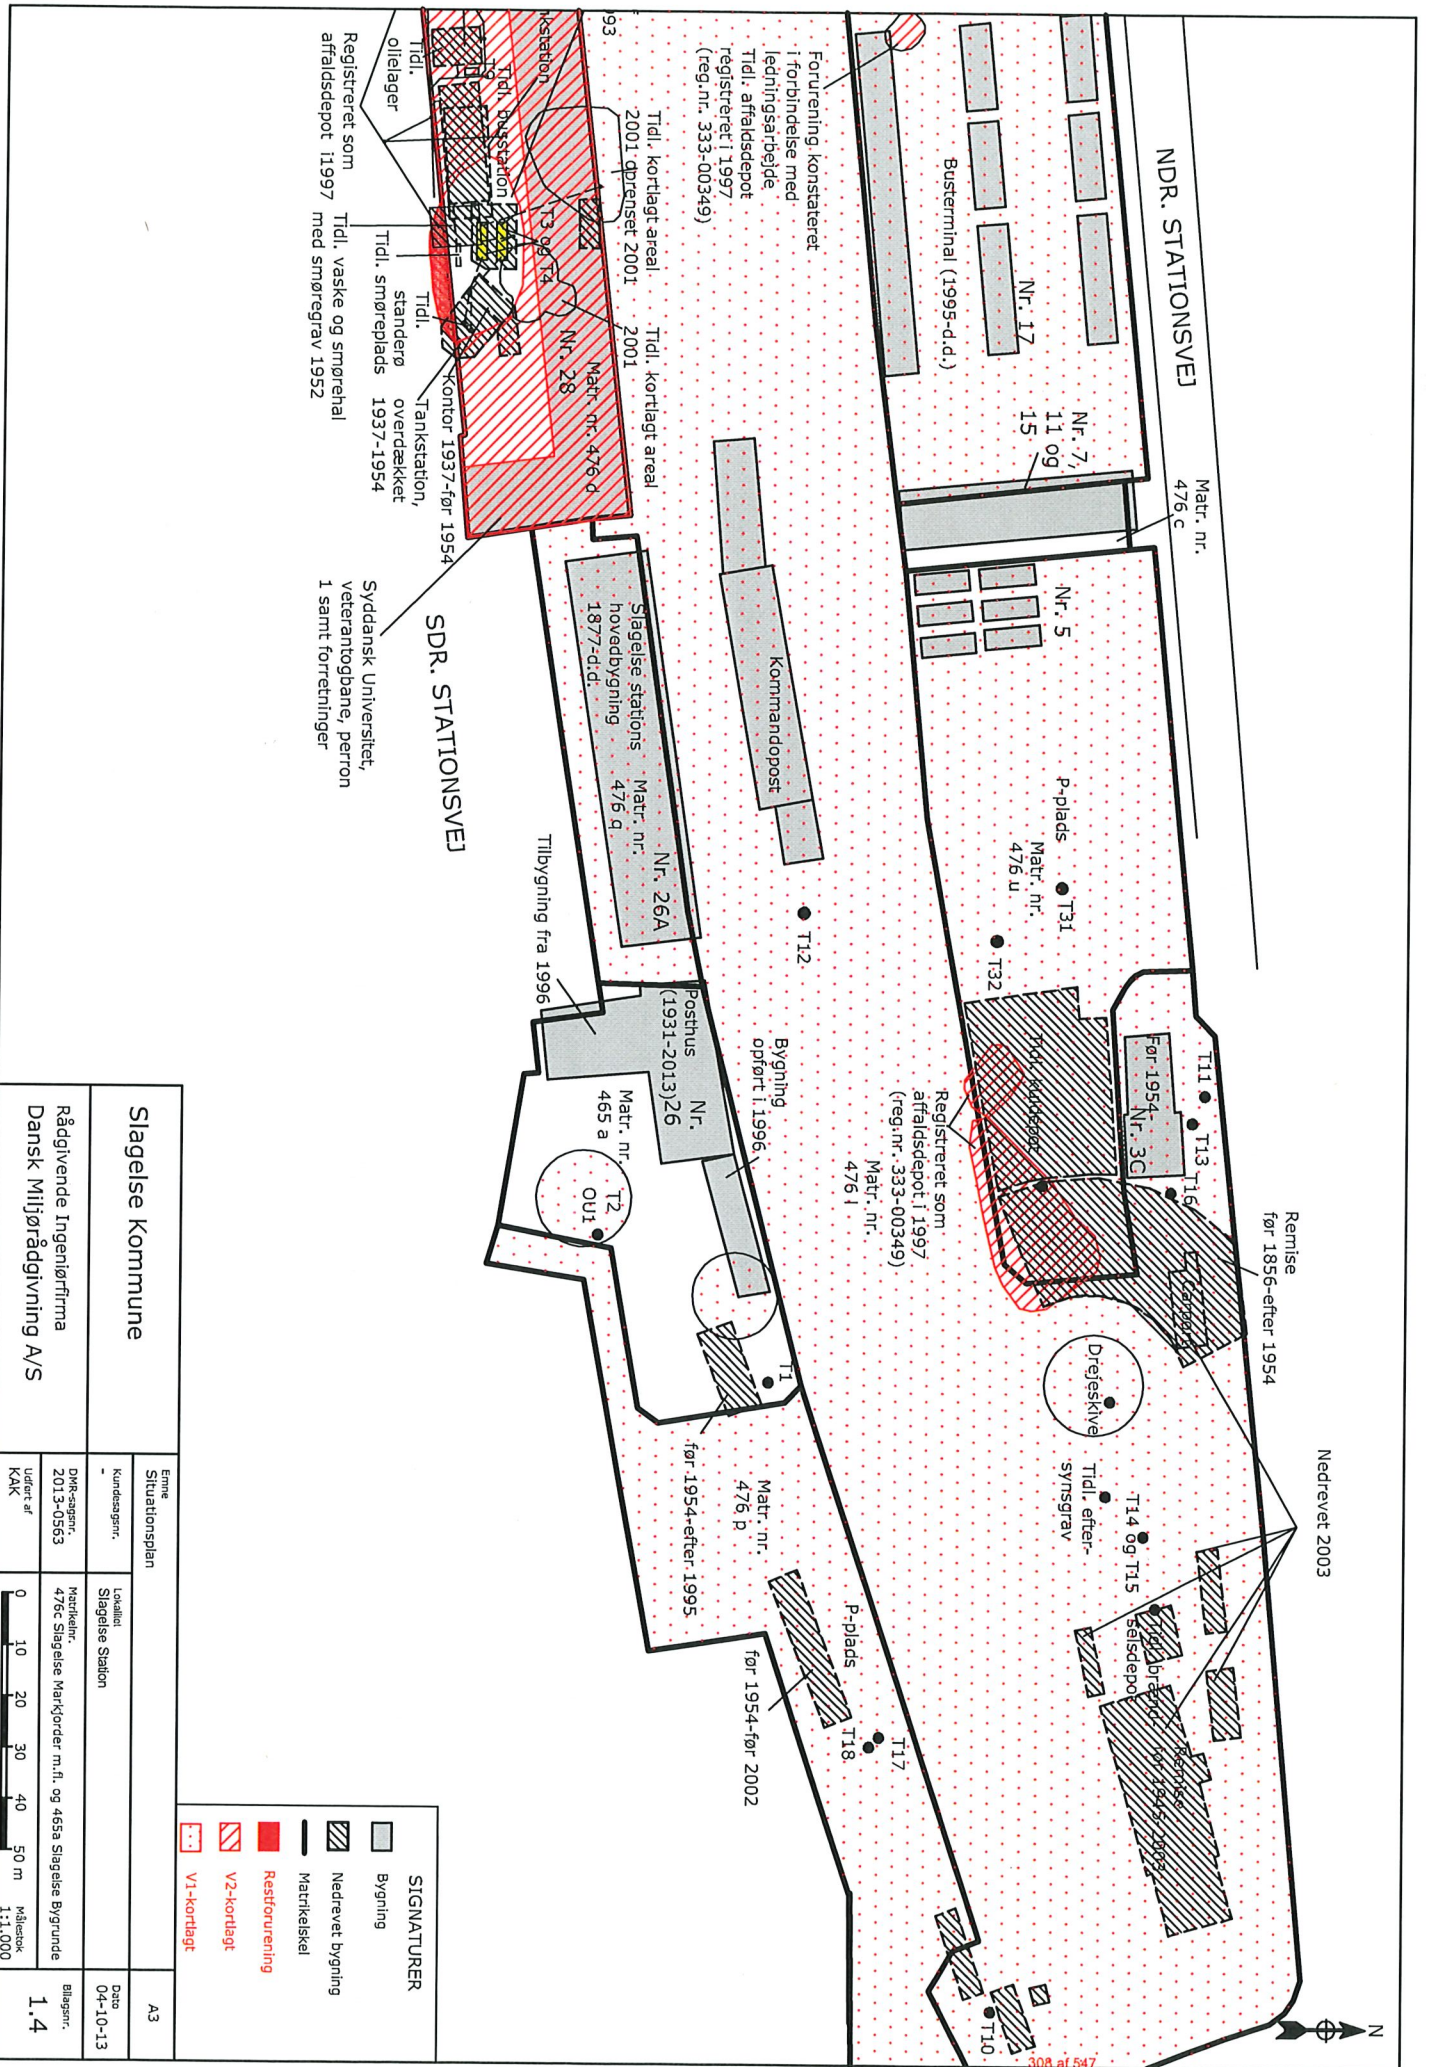 NDR. STATIONSVEJ
Matr. nr.
476 c
Nr. 7,
11 og
15
Nr. 17
Busterminal (1995-d.d.)
Nr. 5
P-plads
T31
Matr. nr.
476 u
T32
Forurening konstateret
i forbindelse med
ledningsarbejde
Tidl. affaldsdepot
registreret i 1997
(reg.nr. 333-00349)
Remise
før 1856-efter 1954
Nedrevet 2003
T11
T13
T16
Før 1954-
Nr. 3C
Tidl. kuldepot
Carport
Drejeskive
Tidl. efter-
synsgrav
T14 og T15
Tidl. brænd-
selsdepot
Remise
før 1945-2003
Registreret som
affaldsdepot i 1997
(reg.nr. 333-00349)
Matr. nr.
476 i
Kommandopost
T12
Tidl. kortlagt areal
2001 oprenset 2001
Tidl. kortlagt areal
2001
Matr. nr. 476 d
Nr. 28
T3 og T4
Tidl. busstation
T9
nkstation
93
Tidl.
olielager
Registreret som
affaldsdepot i1997
Tidl. vaske og smørehal
med smøregrav 1952
Tidl. smøreplads
1937-1954
Tidl.
standerø
overdækket
Tankstation,
Kontor 1937-før 1954
Syddansk Universitet,
veterantogbane, perron
1 samt forretninger
SDR. STATIONSVEJ
Slagelse stations
hovedbygning
1877-d.d.
Matr. nr.
476 q
Nr. 26A
Tilbygning fra 1996
Posthus
(1931-2013)
Nr.
26
Bygning
opført i 1996
Matr. nr.
465 a
T2
OU1
T1
før 1954-efter 1995
Matr. nr.
476 p
P-plads
før 1954-før 2002
T17
T18
T10
N
308 af 547
SIGNATURER
Bygning
Nedrevet bygning
Matrikelskel
Restforurening
V2-kortlagt
V1-kortlagt
Slagelse Kommune
Rådgivende Ingeniørfirma
Dansk Miljørådgivning A/S
Emne
Situationsplan
A3
Kundesagsnr.
-
Lokalitet
Slagelse Station
Dato
04-10-13
DMR-sagsnr.
2013-0563
Matrikelnr.
476c Slagelse Markjorder m.fl. og 465a Slagelse Bygrunde
Bilagsnr.
1.4
Udført af
KAK
0 10 20 30 40 50 m
Målestok
1:1.000